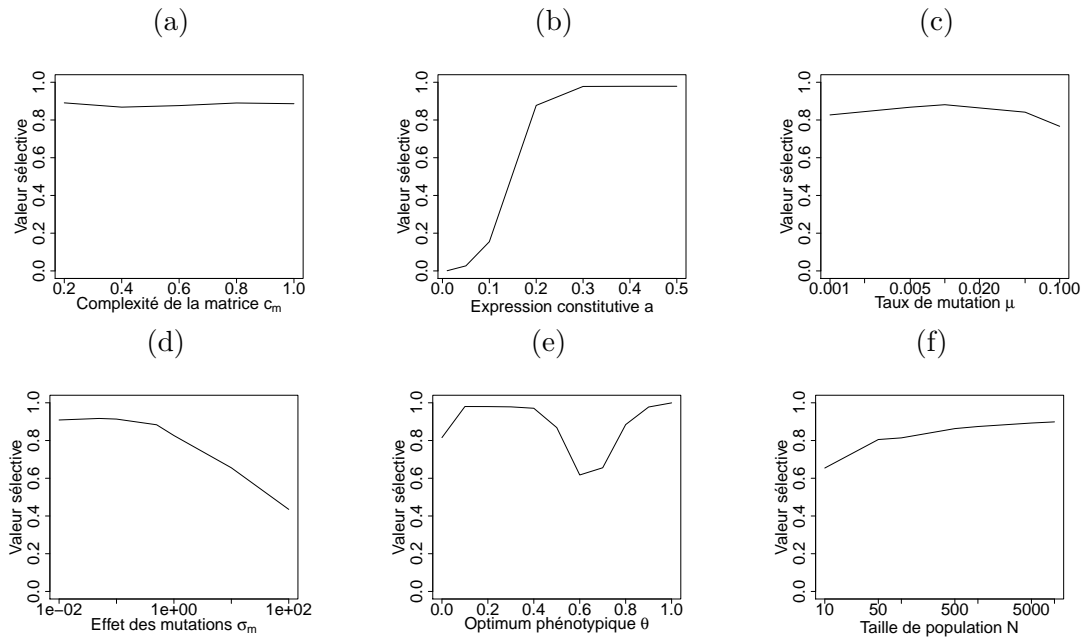 (a)
Valeur sélective
0.0 0.2 0.4 0.6 0.8 1.0
0.2 0.4 0.6 0.8 1.0
Complexité de la matrice cm
(b)
Valeur sélective
0.0 0.2 0.4 0.6 0.8 1.0
0.0 0.1 0.2 0.3 0.4 0.5
Expression constitutive a
(c)
Valeur sélective
0.0 0.2 0.4 0.6 0.8 1.0
0.001 0.005 0.020 0.100
Taux de mutation μ
(d)
Valeur sélective
0.0 0.2 0.4 0.6 0.8 1.0
1e−02 1e+00 1e+02
Effet des mutations σm
(e)
Valeur sélective
0.0 0.2 0.4 0.6 0.8 1.0
0.0 0.2 0.4 0.6 0.8 1.0
Optimum phénotypique θ
(f)
Valeur sélective
0.0 0.2 0.4 0.6 0.8 1.0
10 50 500 5000
Taille de population N